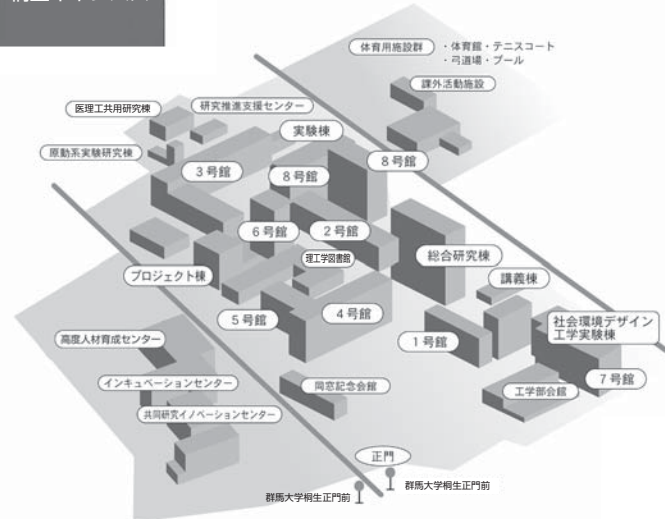 体育用施設群 ・体育館・テニスコート
・弓道場・プール
課外活動施設
医理工共用研究棟
研究推進支援センター
実験棟
原動系実験研究棟
3号館
8号館
8号館
6号館
2号館
総合研究棟
理工学図書館
プロジェクト棟
講義棟
5号館
4号館
社会環境デザイン
工学実験棟
高度人材育成センター
1号館
7号館
インキュベーションセンター
同窓記念会館
工学部会館
共同研究イノベーションセンター
正門
群馬大学桐生正門前
群馬大学桐生正門前